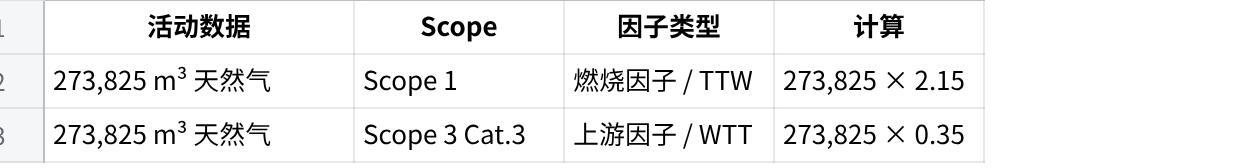 活动数据 Scope 因子类型 计算
2 273,825 m³ 天然气 Scope 1 燃烧因子 / TTW 273,825 × 2.15
3 273,825 m³ 天然气 Scope 3 Cat.3 上游因子 / WTT 273,825 × 0.35